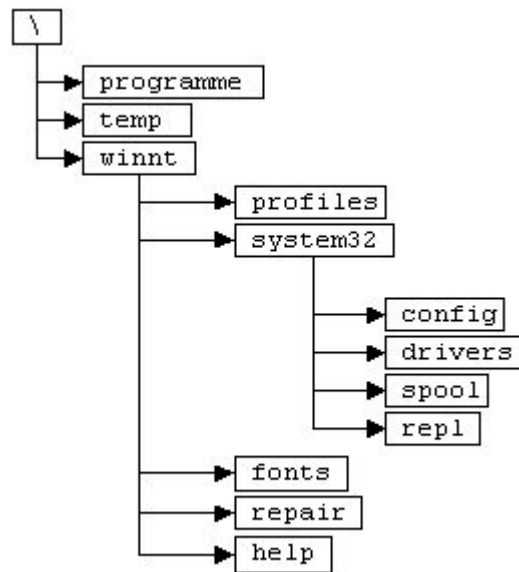 \
programme
temp
winnt
profiles
system32
config
drivers
spool
repl
fonts
repair
help